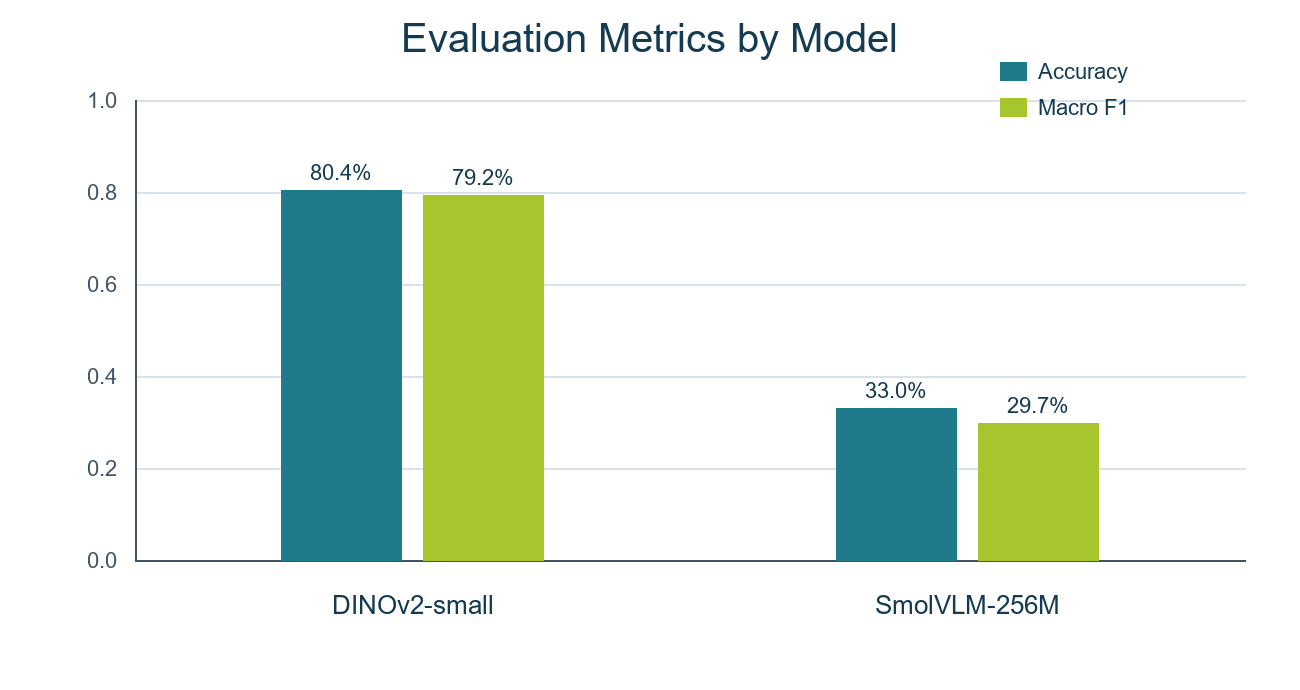 Evaluation Metrics by Model
Accuracy
Macro F1
1.0
0.8
0.6
0.4
0.2
0.0
80.4%
79.2%
33.0%
29.7%
DINOv2-small
SmolVLM-256M